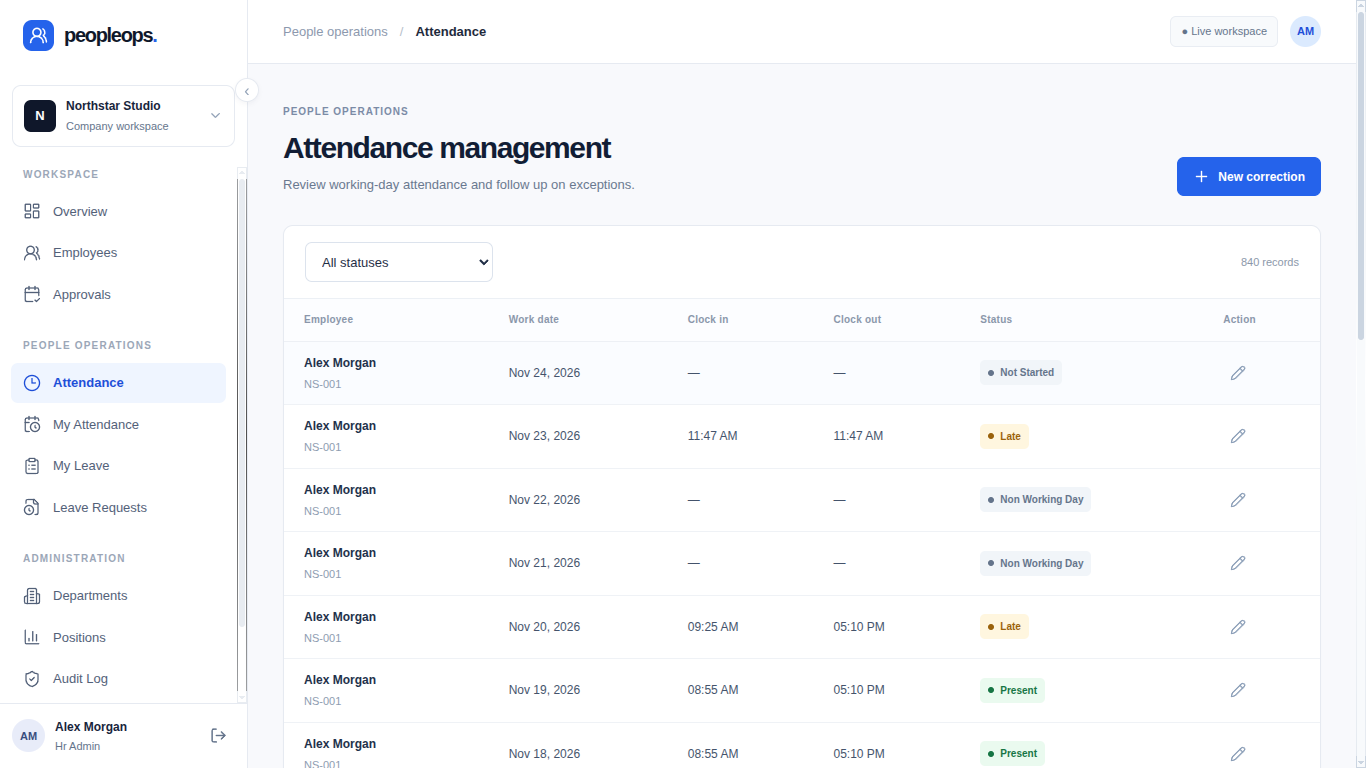 peopleops.
N
Northstar Studio
Company workspace
WORKSPACE
Overview
Employees
Approvals
PEOPLE OPERATIONS
Attendance
My Attendance
My Leave
Leave Requests
ADMINISTRATION
Departments
Positions
Audit Log
AM
Alex Morgan
Hr Admin
People operations / Attendance
Live workspace
AM
PEOPLE OPERATIONS
Attendance management
Review working-day attendance and follow up on exceptions.
New correction
All statuses
840 records
Employee Work date Clock in Clock out Status Action
Alex Morgan
NS-001
Nov 24, 2026 — — Not Started
Alex Morgan
NS-001
Nov 23, 2026 11:47 AM 11:47 AM Late
Alex Morgan
NS-001
Nov 22, 2026 — — Non Working Day
Alex Morgan
NS-001
Nov 21, 2026 — — Non Working Day
Alex Morgan
NS-001
Nov 20, 2026 09:25 AM 05:10 PM Late
Alex Morgan
NS-001
Nov 19, 2026 08:55 AM 05:10 PM Present
Alex Morgan
NS-001
Nov 18, 2026 08:55 AM 05:10 PM Present